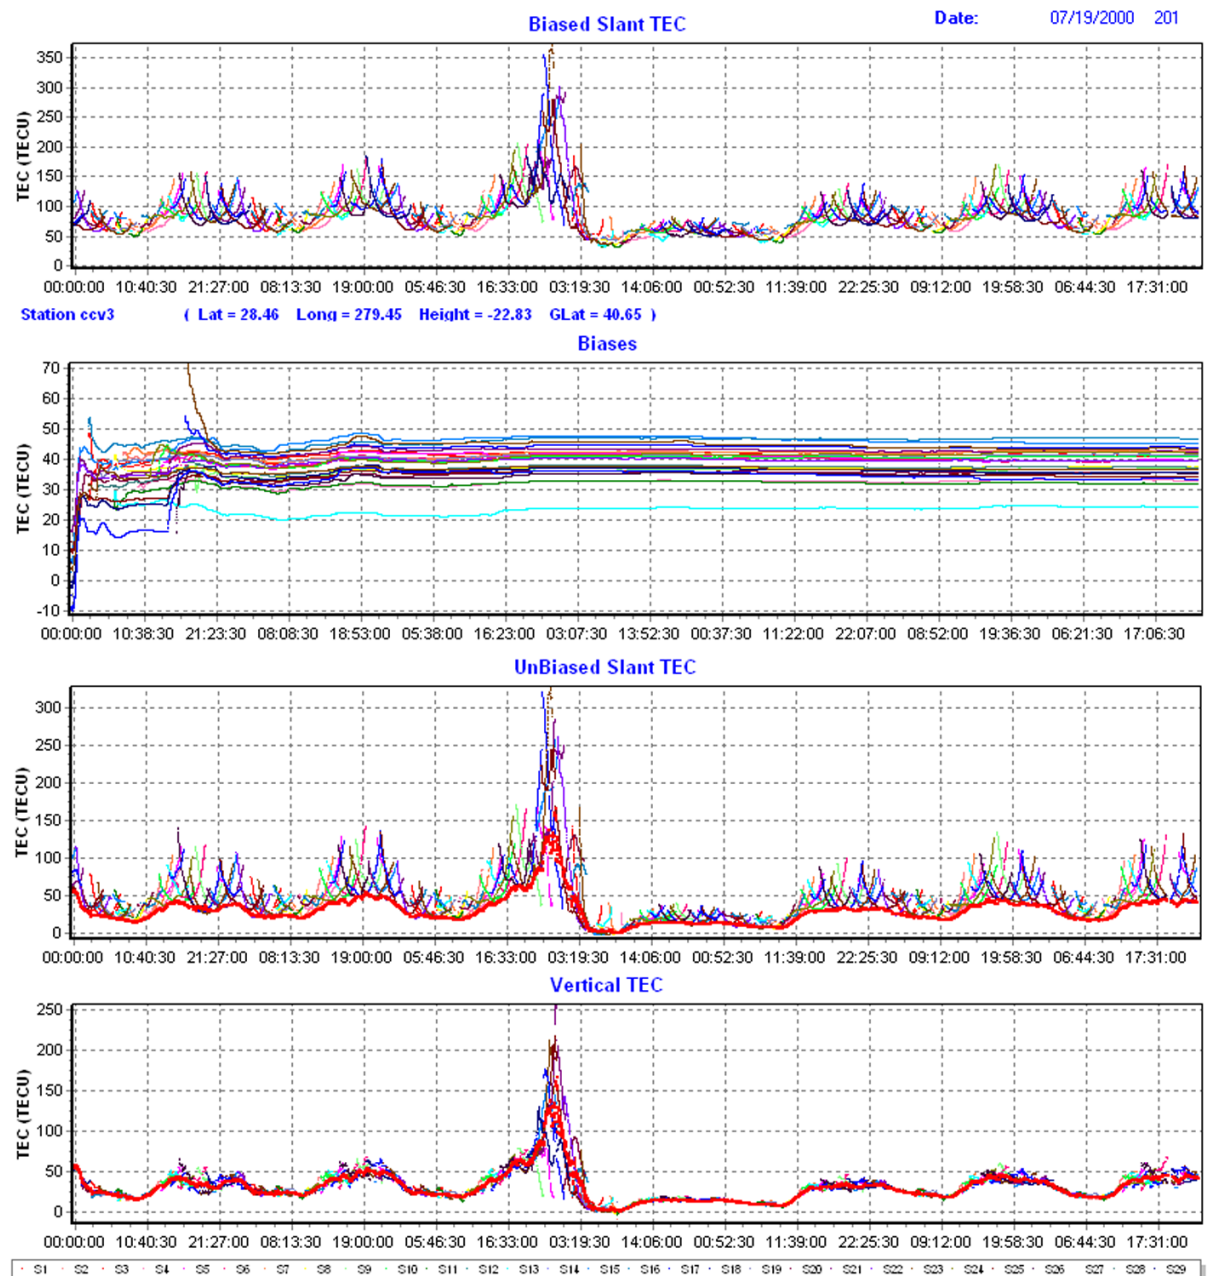 Biased Slant TEC
Date: 07/19/2000 201
TEC (TECU)
350
300
250
200
150
100
50
0
00:00:00 10:40:30 21:27:00 08:13:30 19:00:00 05:46:30 16:33:00 03:19:30 14:06:00 00:52:30 11:39:00 22:25:30 09:12:00 19:58:30 06:44:30 17:31:00
Station ccv3 ( Lat = 28.46 Long = 279.45 Height = -22.83 GLat = 40.65 )
Biases
TEC (TECU)
70
60
50
40
30
20
10
0
-10
00:00:00 10:38:30 21:23:30 08:08:30 18:53:00 05:38:00 16:23:00 03:07:30 13:52:30 00:37:30 11:22:00 22:07:00 08:52:00 19:36:30 06:21:30 17:06:30
UnBiased Slant TEC
TEC (TECU)
300
250
200
150
100
50
0
00:00:00 10:40:30 21:27:00 08:13:30 19:00:00 05:46:30 16:33:00 03:19:30 14:06:00 00:52:30 11:39:00 22:25:30 09:12:00 19:58:30 06:44:30 17:31:00
Vertical TEC
TEC (TECU)
250
200
150
100
50
0
00:00:00 10:40:30 21:27:00 08:13:30 19:00:00 05:46:30 16:33:00 03:19:30 14:06:00 00:52:30 11:39:00 22:25:30 09:12:00 19:58:30 06:44:30 17:31:00
S1 S2 S3 S4 S5 S6 S7 S8 S9 S10 S11 S12 S13 S14 S15 S16 S17 S18 S19 S20 S21 S22 S23 S24 S25 S26 S27 S28 S29